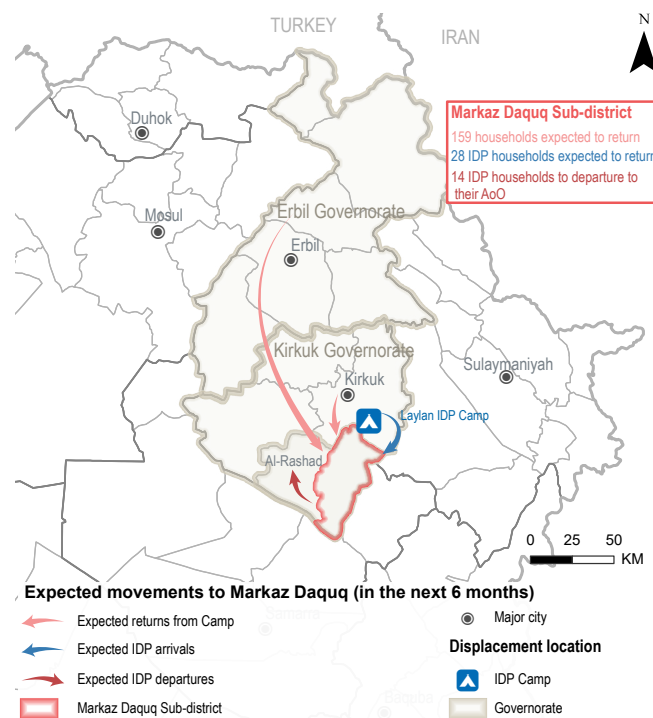 TURKEY
IRAN
N
Markaz Daquq Sub-district
159 households expected to return
28 IDP households expected to return
14 IDP households to departure to
their AoO
Duhok
Mosul
Erbil Governorate
Erbil
Kirkuk Governorate
Sulaymaniyah
Kirkuk
Laylan IDP Camp
Al-Rashad
0 25 50
KM
Expected movements to Markaz Daquq (in the next 6 months)
Expected returns from Camp
Major city
Samarra
Expected IDP arrivals
Displacement location
Expected IDP departures
IDP Camp
Markaz Daquq Sub-district
Governorate
Baquba